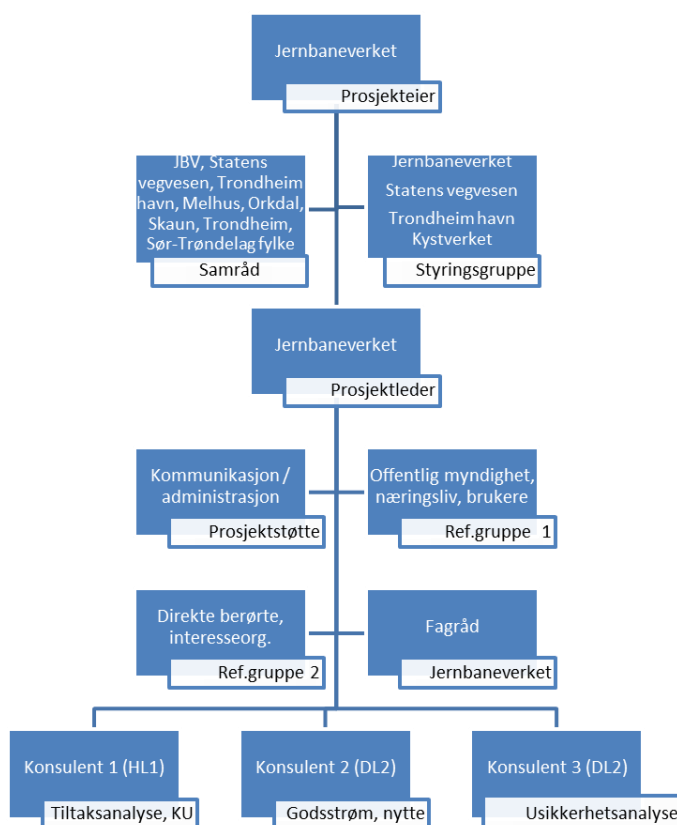 Jernbaneverket
Prosjekteier
JBV, Statens
vegvesen, Trondheim
havn, Melhus, Orkdal,
Skaun, Trondheim,
Sør-Trøndelag fylke
Samråd
Jernbaneverket
Statens vegvesen
Trondheim havn
Kystverket
Styringsgruppe
Jernbaneverket
Prosjektleder
Kommunikasjon /
administrasjon
Prosjektstøtte
Offentlig myndighet,
næringsliv, brukere
Ref.gruppe 1
Direkte berørte,
interesseorg.
Ref.gruppe 2
Fagråd
Jernbaneverket
Konsulent 1 (HL1)
Tiltaksanalyse, KU
Konsulent 2 (DL2)
Godsstrøm, nytte
Konsulent 3 (DL2)
Usikkerhetsanalyse